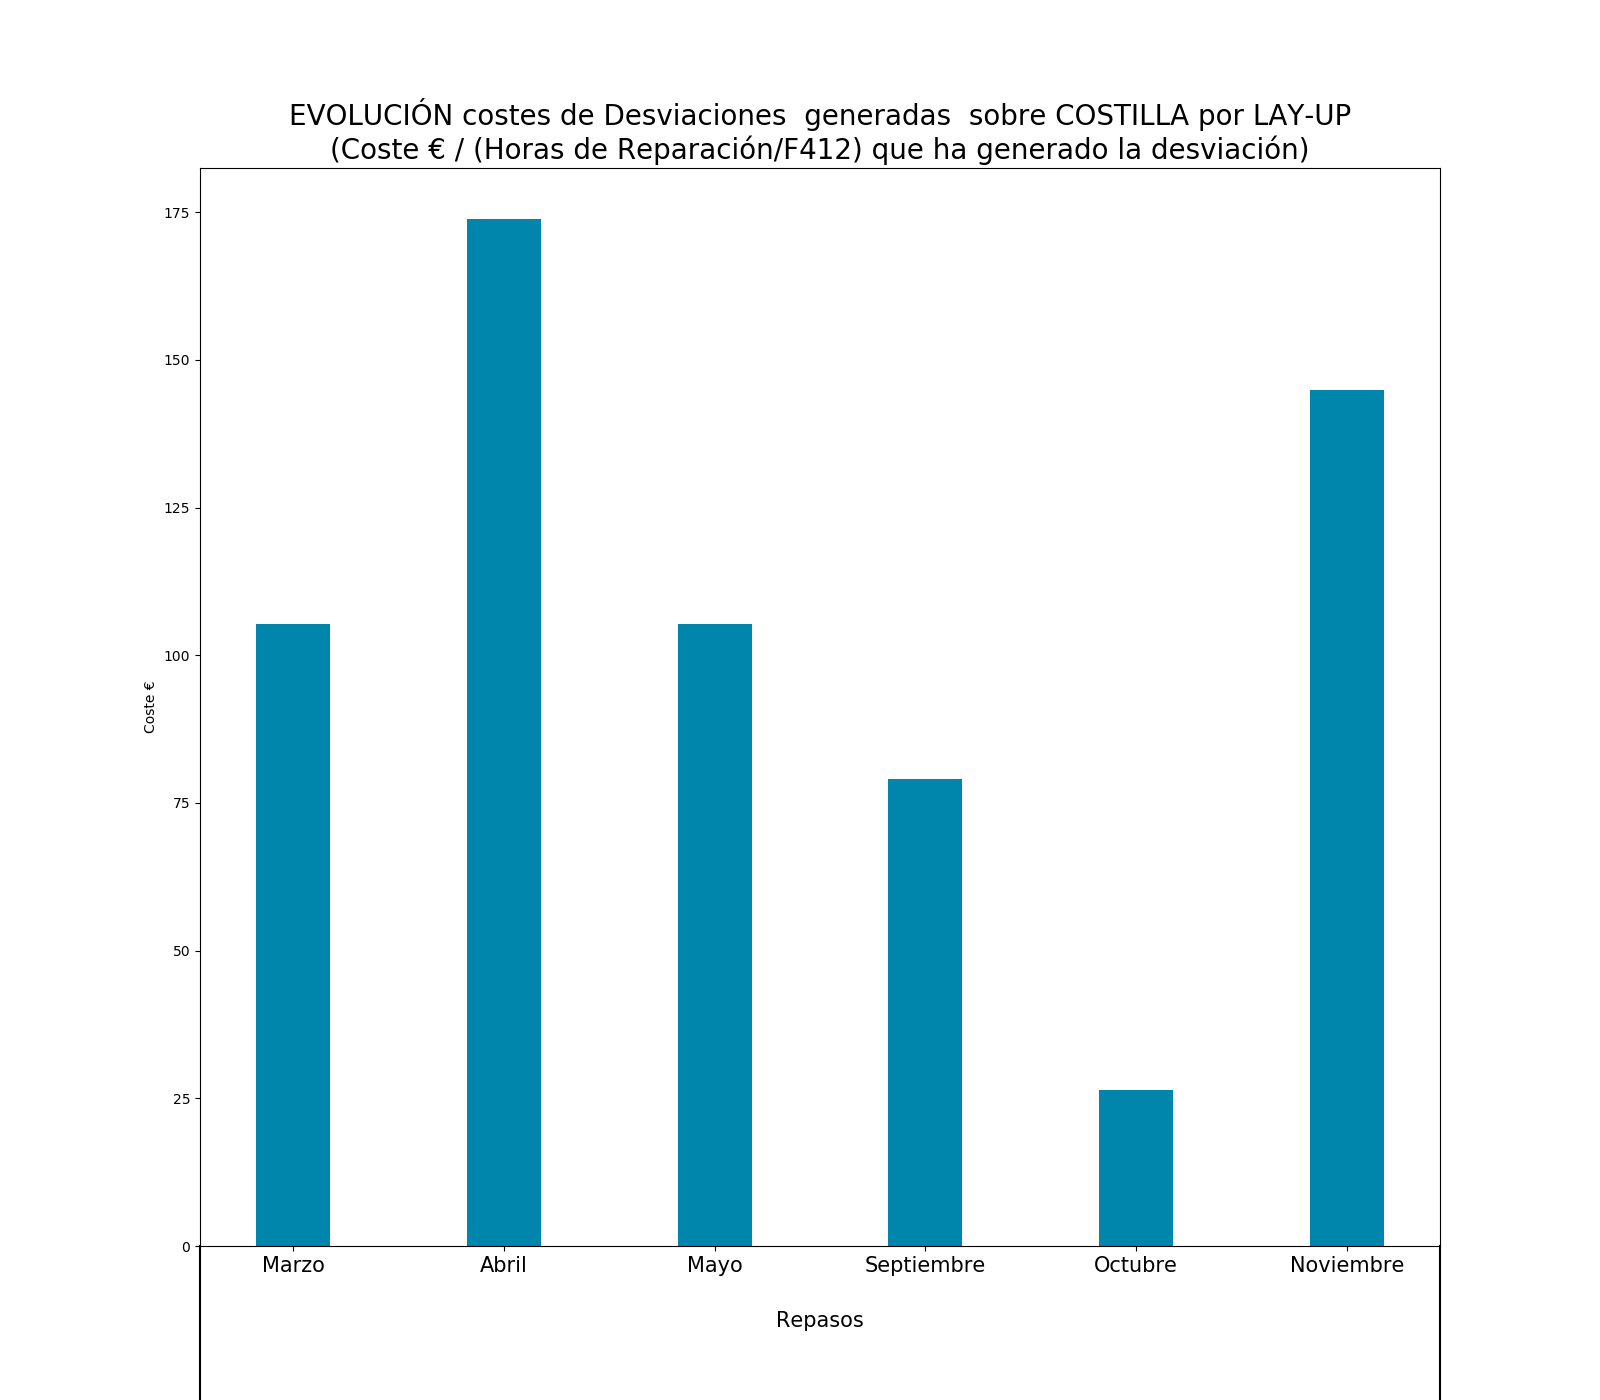 EVOLUCIÓN costes de Desviaciones  generadas  sobre COSTILLA por LAY-UP
(Coste € / (Horas de Reparación/F412) que ha generado la desviación)
175
150
125
100
75
50
25
0
Coste €
Marzo Abril Mayo Septiembre Octubre Noviembre
Repasos